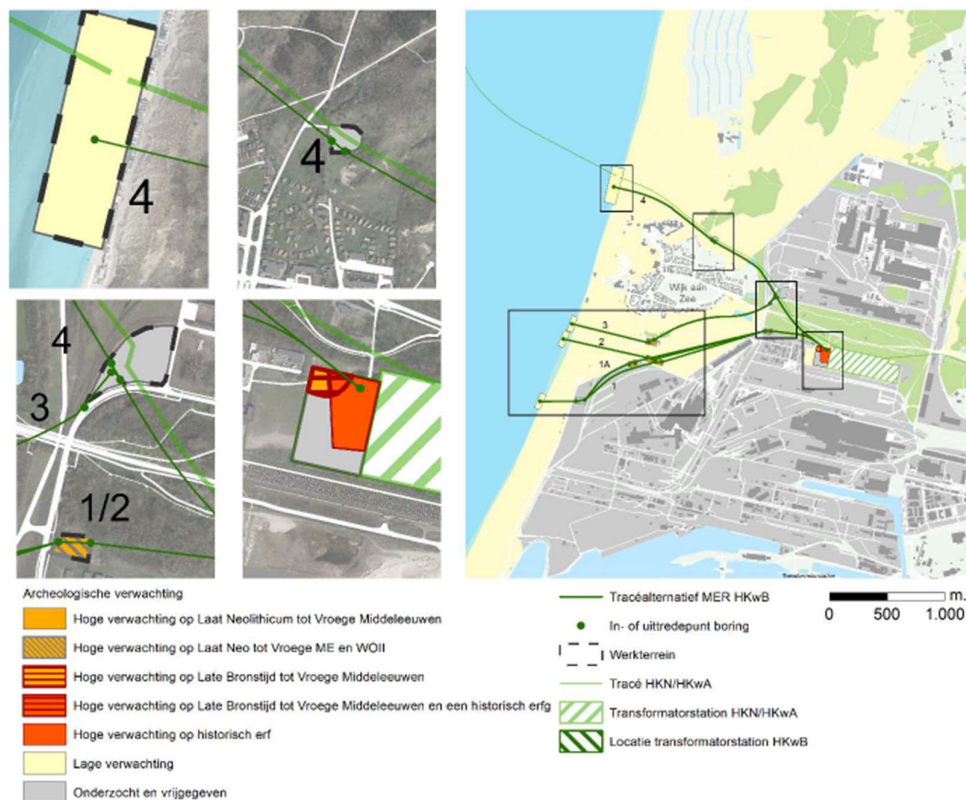 4
4
4
3
1/2
4
Wijk aan
Zee
3
2
1A
1
Archeologische verwachting
Hoge verwachting op Laat Neolithicum tot Vroege Middeleeuwen
Hoge verwachting op Laat Neo tot Vroege ME en WOII
Hoge verwachting op Late Bronstijd tot Vroege Middeleeuwen
Hoge verwachting op Late Bronstijd tot Vroege Middeleeuwen en een historisch erfg
Hoge verwachting op historisch erf
Lage verwachting
Onderzocht en vrijgegeven
Tracéalternatief MER HKwB
In- of uittredepunt boring
Werkterrein
Tracé HKN/HKwA
Transformatorstation HKN/HKwA
Locatie transformatorstation HKwB
m.
0 500 1.000